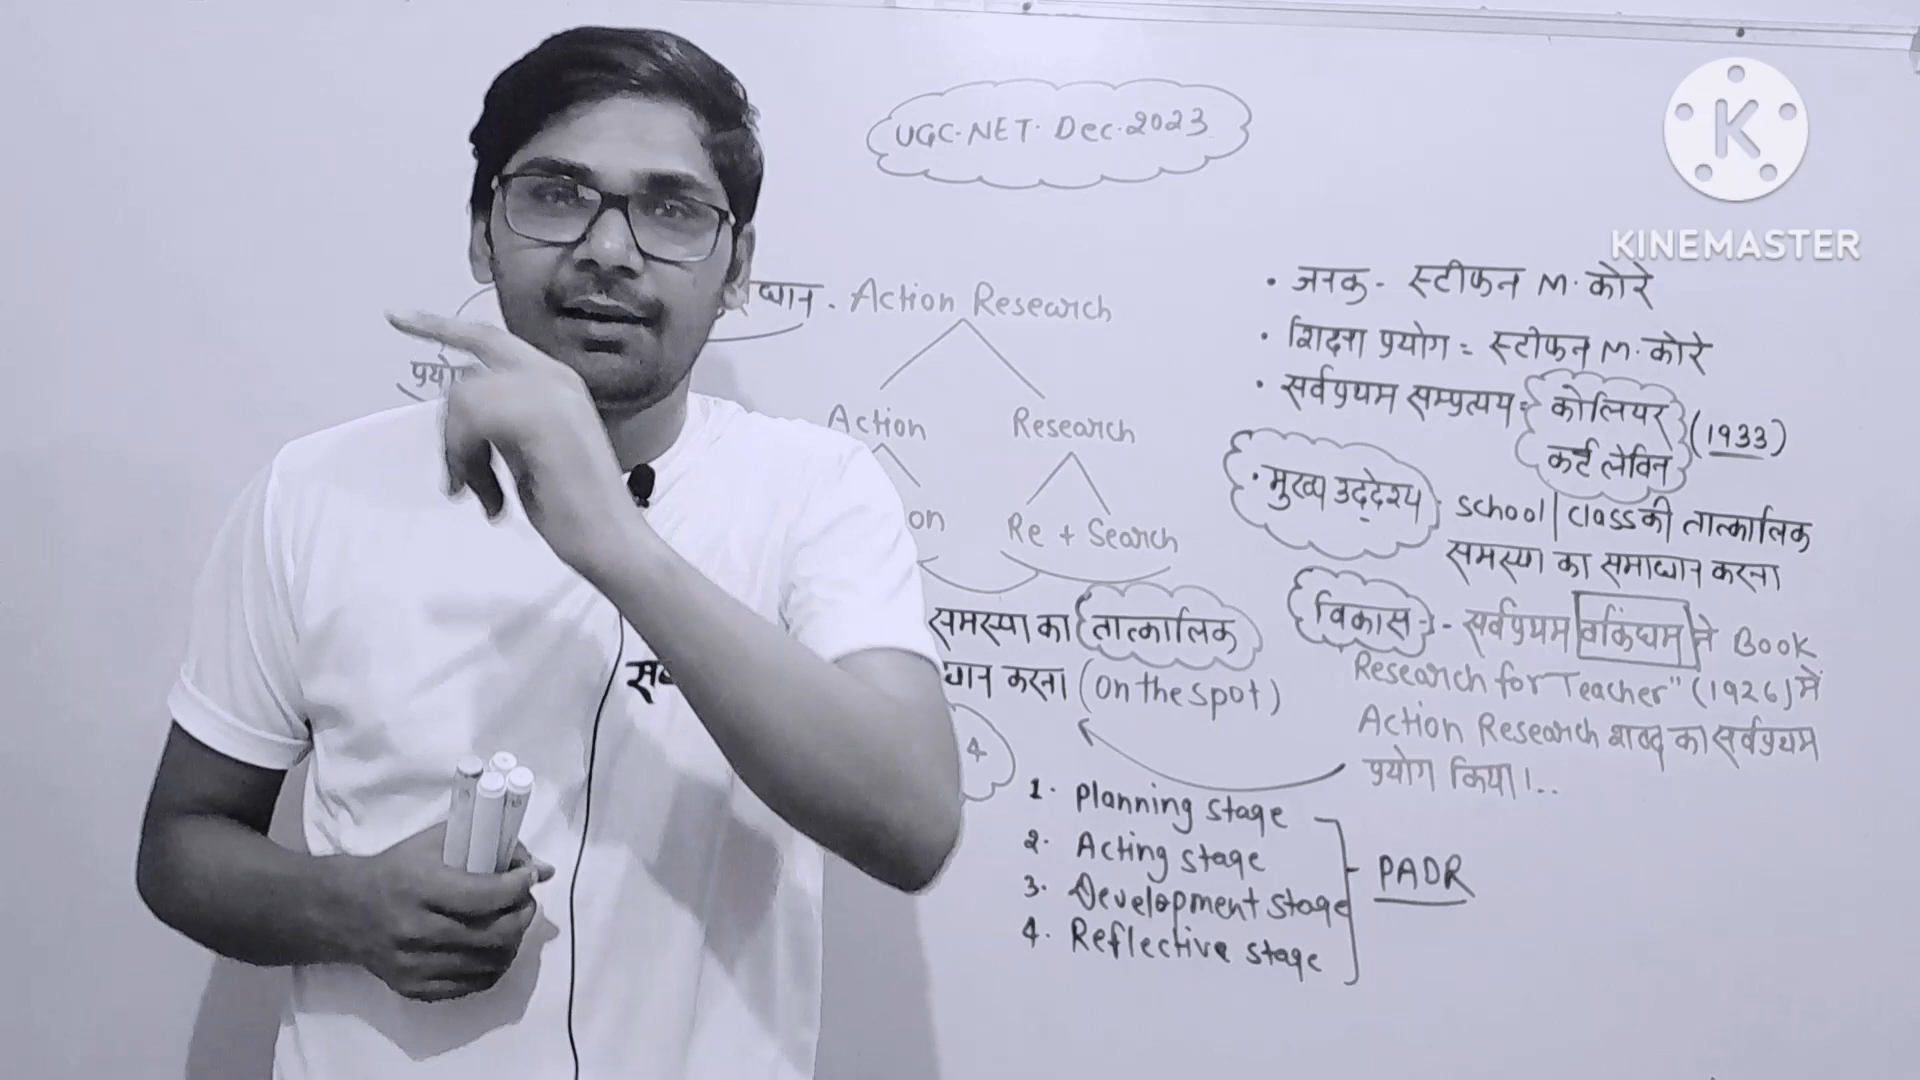 UGC-NET. Dec. 2023
K
KINEMASTER
धान. Action Research
प्रयो
Action Research
on Re + Search
समस्या का तात्कालिक
धान करना (on the spot)
4
1. Planning stage
2. Acting stage
3. Development stage
4. Reflective stage
PADR
• जनक - स्टीफन M. कोरे
• शिक्षा प्रयोग = स्टीफन M. कोरे
• सर्वप्रथम सम्प्रत्यय = कोलियर (1933)
कर्ट लेविन
• मुख्य उद्देश्य. school | class की तात्कालिक
समस्या का समाधान करना
विकास - - सर्वप्रथम बकिंघम ने Book
Research for Teacher" (1926) में
Action Research शब्द का सर्वप्रथम
प्रयोग किया।..